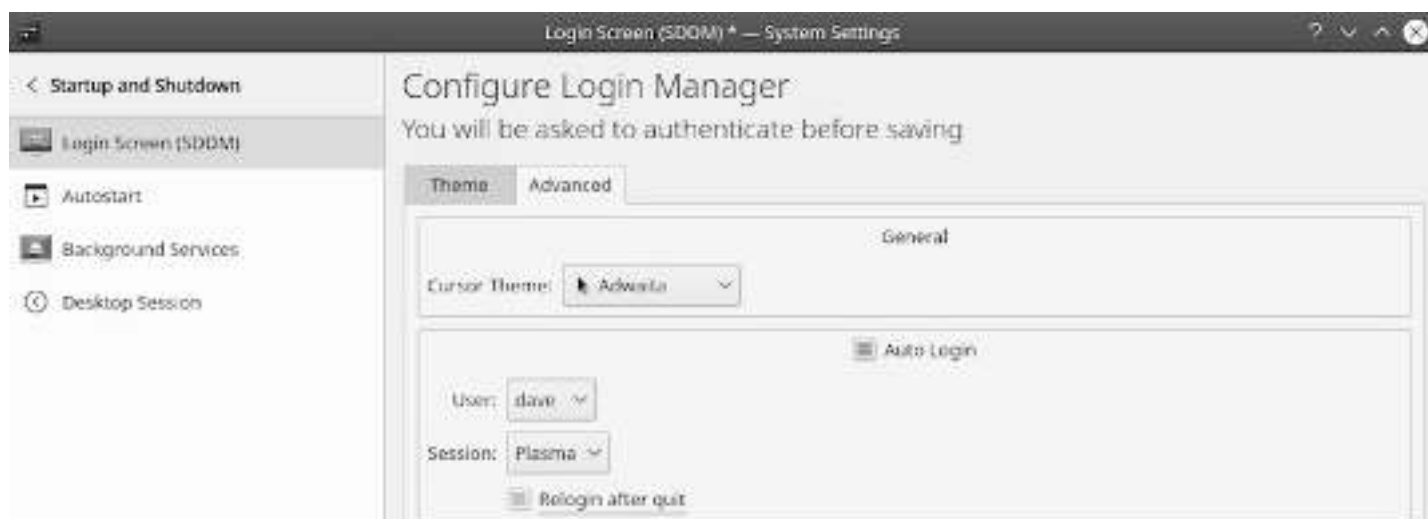 Login Screen (SDDM) * — System Settings
< Startup and Shutdown
Login Screen (SDDM)
Autostart
Background Services
Desktop Session
Configure Login Manager
You will be asked to authenticate before saving
Theme Advanced
General
Cursor Theme: Adwaita
Auto Login
User: dave
Session: Plasma
Relogin after quit